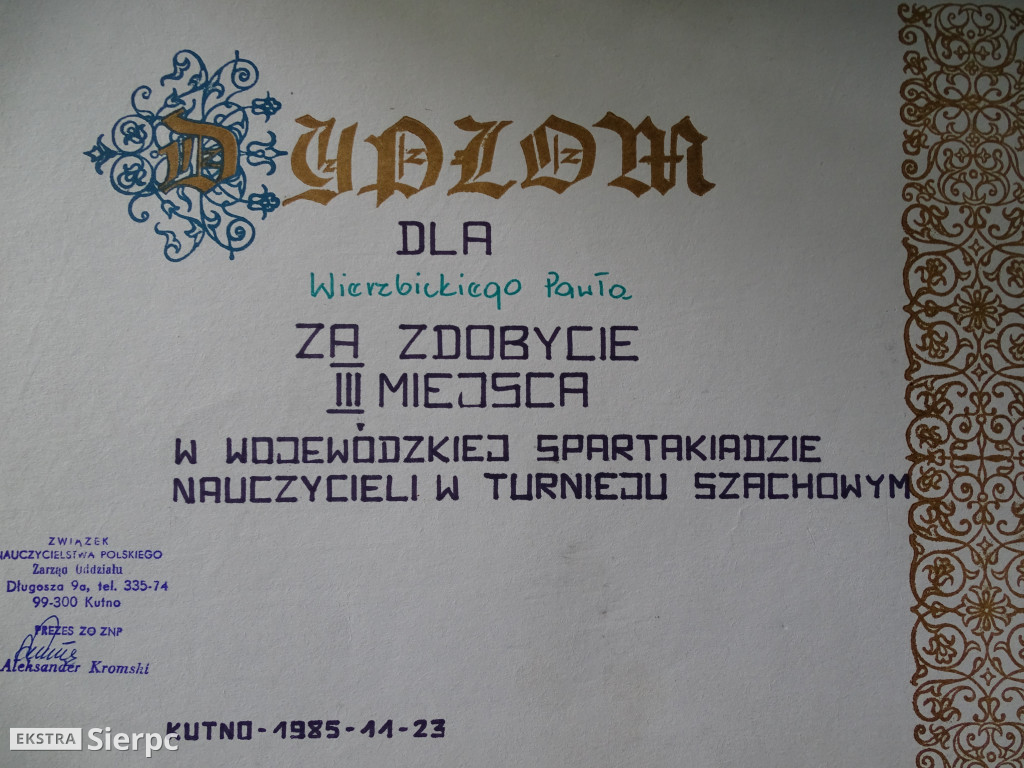 DYPLOM
DLA
Wierzbickiego Pawła
ZA ZDOBYCIE
III MIEJSCA
W WOJEWÓDZKIEJ SPARTAKIADZIE
NAUCZYCIELI W TURNIEJU SZACHOWYM
ZWIĄZEK
NAUCZYCIELSTWA POLSKIEGO
Zarząd Oddziału
Długosza 9a, tel. 335-74
99-300 Kutno
PREZES ZO ZNP
Aleksander Kromski
KUTNO-1985-11-23
EKSTRA Sierpc